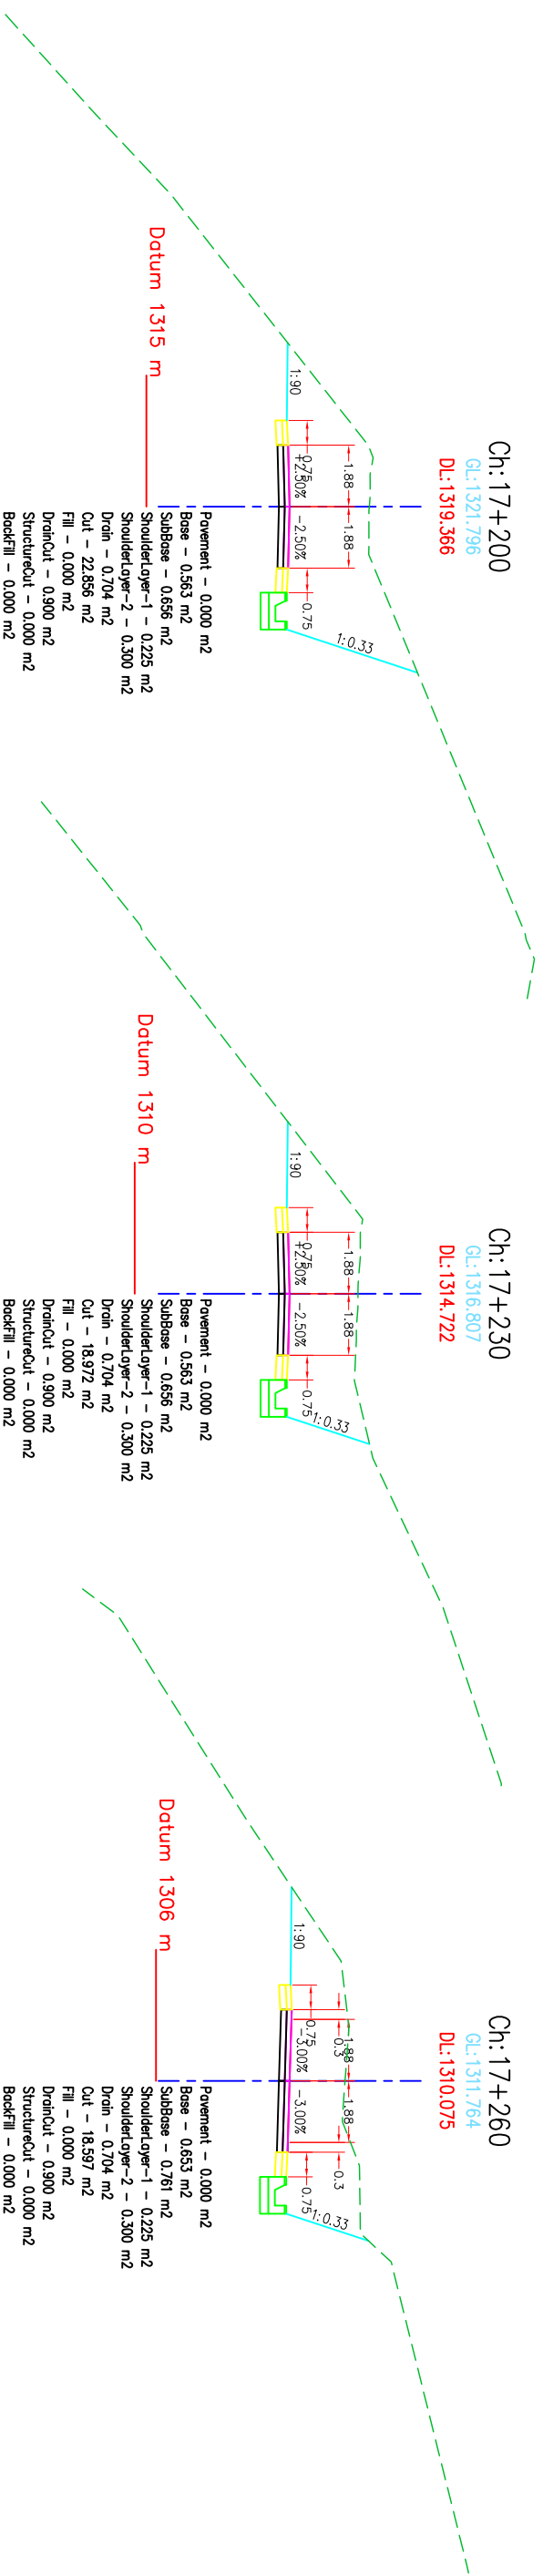 Ch:17+200
GL:1321.796
DL:1319.366
1.88
1.88
0.75
+2.50%
-2.50%
0.75
1:90
1:0.33
Datum 1315 m
Pavement - 0.000 m2
Base - 0.563 m2
SubBase - 0.656 m2
ShoulderLayer-1 - 0.225 m2
ShoulderLayer-2 - 0.300 m2
Drain - 0.704 m2
Cut - 22.856 m2
Fill - 0.000 m2
DrainCut - 0.900 m2
StructureCut - 0.000 m2
BackFill - 0.000 m2
Ch:17+230
GL:1316.807
DL:1314.722
1.88
1.88
0.75
+2.50%
-2.50%
0.75
1:90
1:0.33
Datum 1310 m
Pavement - 0.000 m2
Base - 0.563 m2
SubBase - 0.656 m2
ShoulderLayer-1 - 0.225 m2
ShoulderLayer-2 - 0.300 m2
Drain - 0.704 m2
Cut - 18.972 m2
Fill - 0.000 m2
DrainCut - 0.900 m2
StructureCut - 0.000 m2
BackFill - 0.000 m2
Ch:17+260
GL:1311.764
DL:1310.075
1.88
1.88
0.3
0.3
0.75
-3.00%
-3.00%
0.75
1:90
1:0.33
Datum 1306 m
Pavement - 0.000 m2
Base - 0.653 m2
SubBase - 0.761 m2
ShoulderLayer-1 - 0.225 m2
ShoulderLayer-2 - 0.300 m2
Drain - 0.704 m2
Cut - 18.597 m2
Fill - 0.000 m2
DrainCut - 0.900 m2
StructureCut - 0.000 m2
BackFill - 0.000 m2